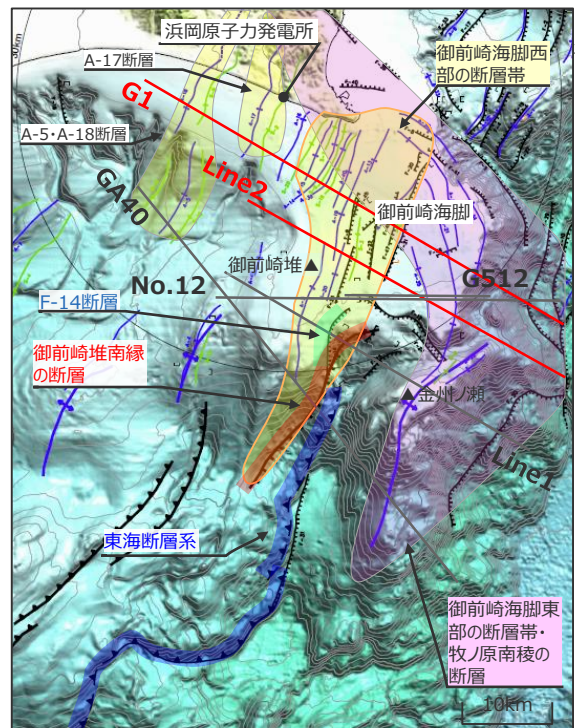 浜岡原子力発電所
30km
A-17断層
御前崎海脚西
部の断層帯
G1
A-5・A-18断層
Line2
GA40
御前崎海脚
御前崎堆▲
No.12
G512
F-14断層
御前崎堆南縁
の断層
▲金州ノ瀬
Line1
東海断層系
御前崎海脚東
部の断層帯・
牧ノ原南稜の
断層
10km